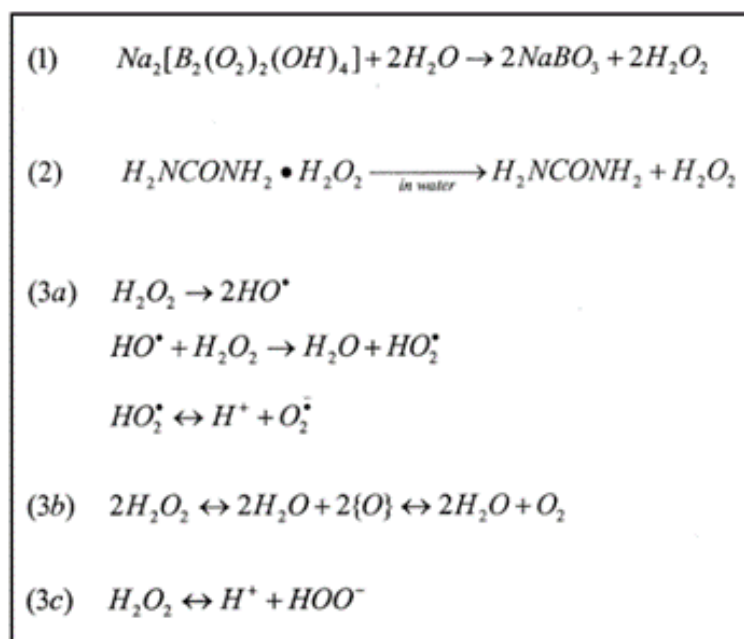 (1) Na₂[B₂(O₂)₂(OH)₄]+2H₂O→2NaBO₃+2H₂O₂
(2) H₂NCONH₂•H₂O₂ —in water→ H₂NCONH₂+H₂O₂
(3a) H₂O₂→2HO•
HO•+H₂O₂→H₂O+HO₂•
HO₂•↔H⁺+O₂•⁻
(3b) 2H₂O₂↔2H₂O+2{O}↔2H₂O+O₂
(3c) H₂O₂↔H⁺+HOO⁻